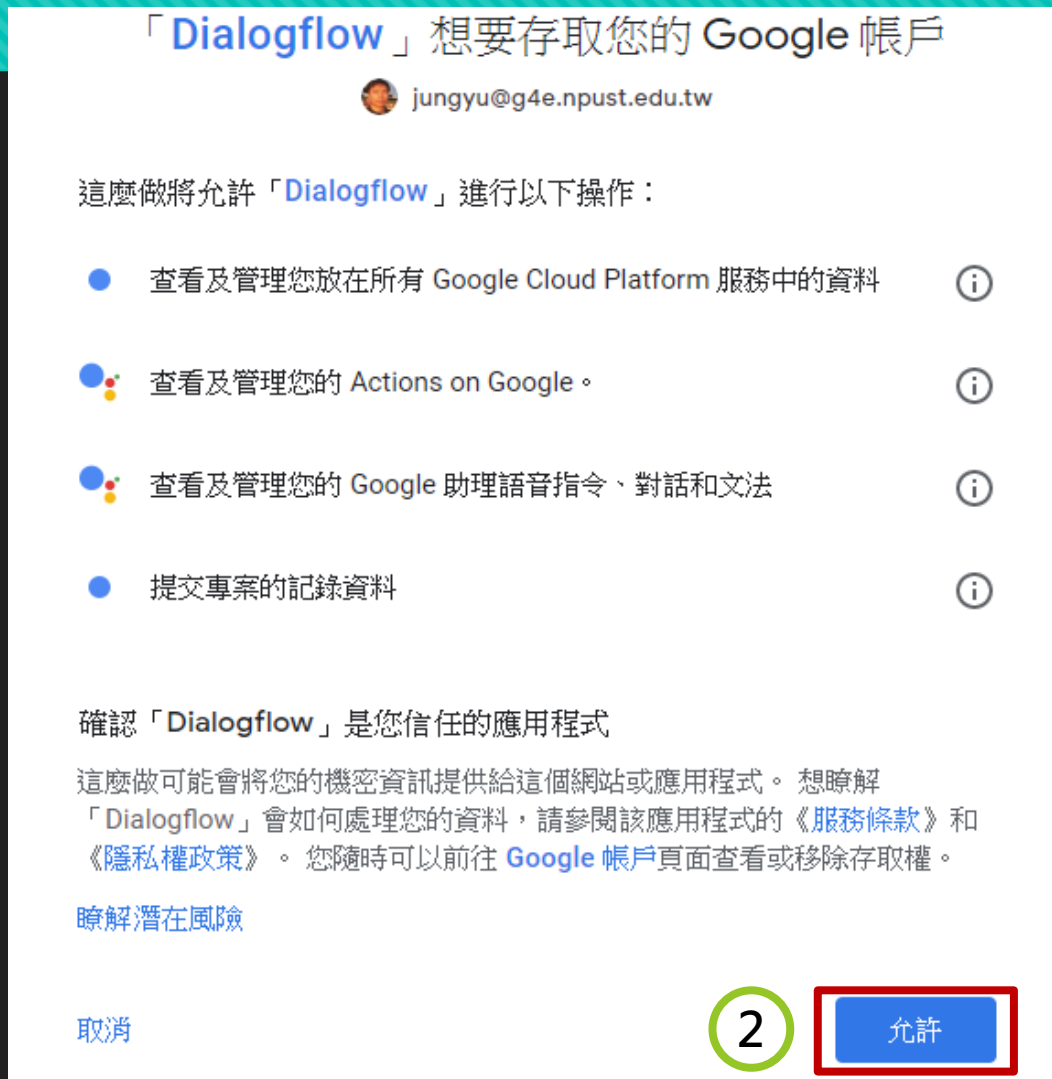 「Dialogflow」想要存取您的 Google 帳戶
jungyu@g4e.npust.edu.tw
這麼做將允許「Dialogflow」進行以下操作：
查看及管理您放在所有 Google Cloud Platform 服務中的資料
查看及管理您的 Actions on Google。
查看及管理您的 Google 助理語音指令、對話和文法
提交專案的記錄資料
確認「Dialogflow」是您信任的應用程式
這麼做可能會將您的機密資訊提供給這個網站或應用程式。 想瞭解
「Dialogflow」會如何處理您的資料，請參閱該應用程式的《服務條款》和
《隱私權政策》。 您隨時可以前往 Google 帳戶頁面查看或移除存取權。
瞭解潛在風險
取消
2
允許